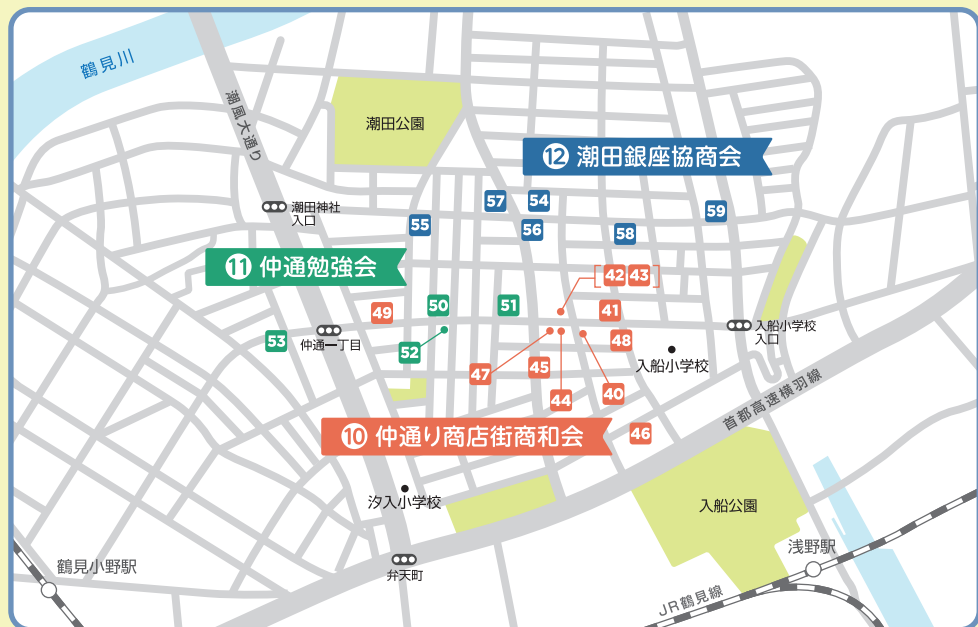 鶴見川
潮風大通り
潮田公園
⑫ 潮田銀座協商会
57
54
59
潮田神社
入口
55
56
58
⑪ 仲通勉強会
42
43
50
51
41
49
53
仲通一丁目
52
48
入船小学校
入口
入船小学校
47
45
44
40
首都高速横羽線
⑩ 仲通り商店街商和会
46
汐入小学校
入船公園
浅野駅
鶴見小野駅
弁天町
JR鶴見線